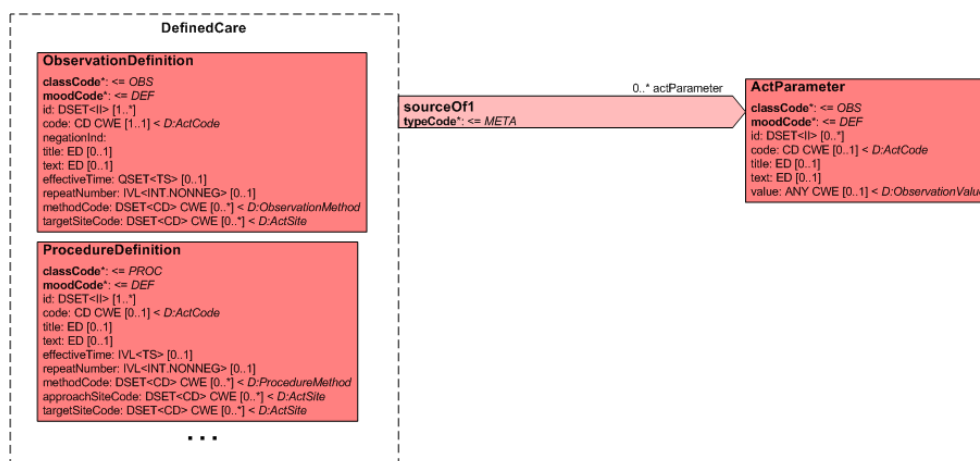 DefinedCare
ObservationDefinition
classCode*: <= OBS
moodCode*: <= DEF
id: DSET<II> [1..*]
code: CD CWE [1..1] < D:ActCode
negationInd:
title: ED [0..1]
text: ED [0..1]
effectiveTime: QSET<TS> [0..1]
repeatNumber: IVL<INT.NONNEG> [0..1]
methodCode: DSET<CD> CWE [0..*] < D:ObservationMethod
targetSiteCode: DSET<CD> CWE [0..*] < D:ActSite
ProcedureDefinition
classCode*: <= PROC
moodCode*: <= DEF
id: DSET<II> [1..*]
code: CD CWE [0..1] < D:ActCode
title: ED [0..1]
text: ED [0..1]
effectiveTime: IVL<TS> [0..1]
repeatNumber: IVL<INT.NONNEG> [0..1]
methodCode: DSET<CD> CWE [0..*] < D:ProcedureMethod
approachSiteCode: DSET<CD> CWE [0..*] < D:ActSite
targetSiteCode: DSET<CD> CWE [0..*] < D:ActSite
...
0..* actParameter
sourceOf1
typeCode*: <= META
ActParameter
classCode*: <= OBS
moodCode*: <= DEF
id: DSET<II> [0..*]
code: CD CWE [0..1] < D:ActCode
title: ED [0..1]
text: ED [0..1]
value: ANY CWE [0..1] < D:ObservationValue